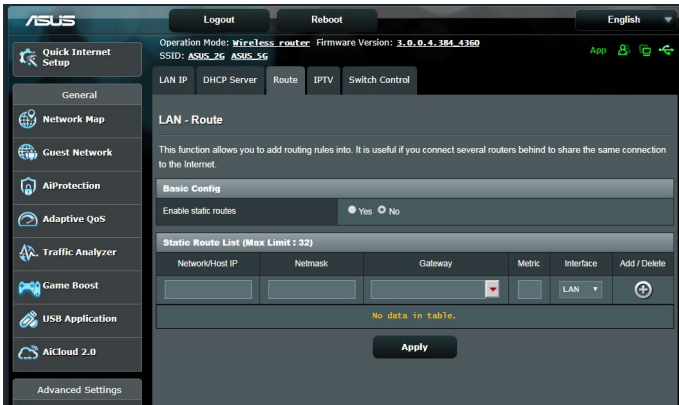 ASUS
Logout
Reboot
English
Operation Mode: Wireless router Firmware Version: 3.0.0.4.384_4360
SSID: ASUS_2G ASUS_5G
App
Quick Internet
Setup
General
Network Map
Guest Network
AiProtection
Adaptive QoS
Traffic Analyzer
Game Boost
USB Application
AiCloud 2.0
Advanced Settings
LAN IP DHCP Server Route IPTV Switch Control
LAN - Route
This function allows you to add routing rules into. It is useful if you connect several routers behind to share the same connection
to the Internet.
Basic Config
Enable static routes Yes No
Static Route List (Max Limit : 32)
Network/Host IP Netmask Gateway Metric Interface Add / Delete
LAN
No data in table.
Apply